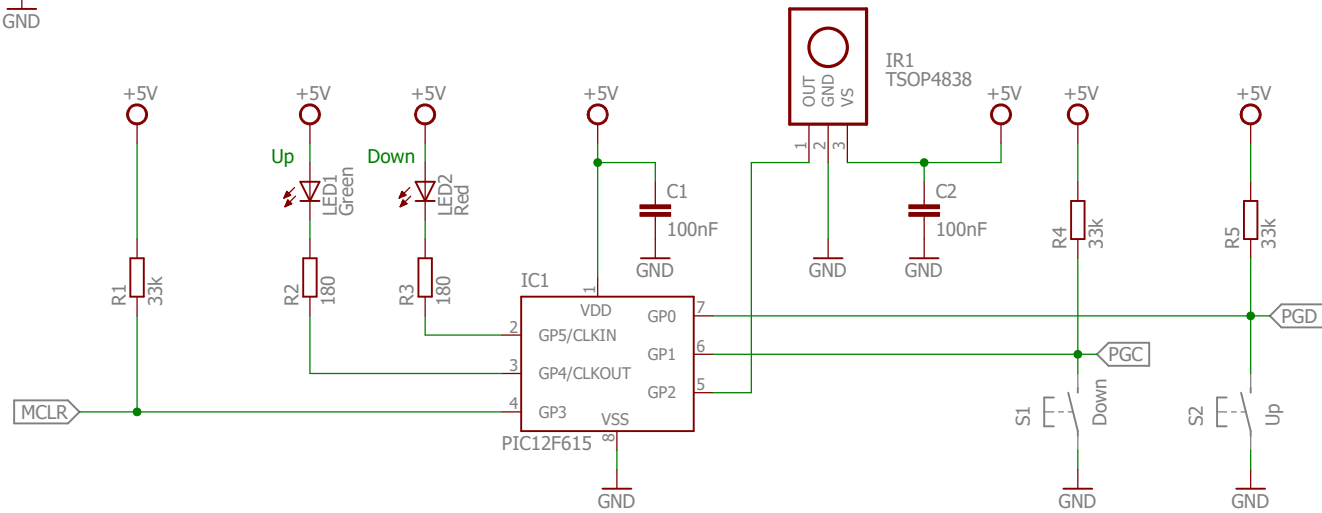 GND
+5V
+5V
+5V
+5V
+5V
+5V
+5V
IR1
TSOP4838
OUT
GND
VS
1
2
3
Up
Down
LED1
Green
LED2
Red
C1
100nF
C2
100nF
R4
33k
R5
33k
GND
GND
GND
R1
33k
R2
180
R3
180
IC1
1
VDD
2
GP5/CLKIN
GP0
7
PGD
3
GP4/CLKOUT
GP1
6
PGC
4
GP3
GP2
5
MCLR
VSS
8
PIC12F615
S1
Down
S2
Up
GND
GND
GND